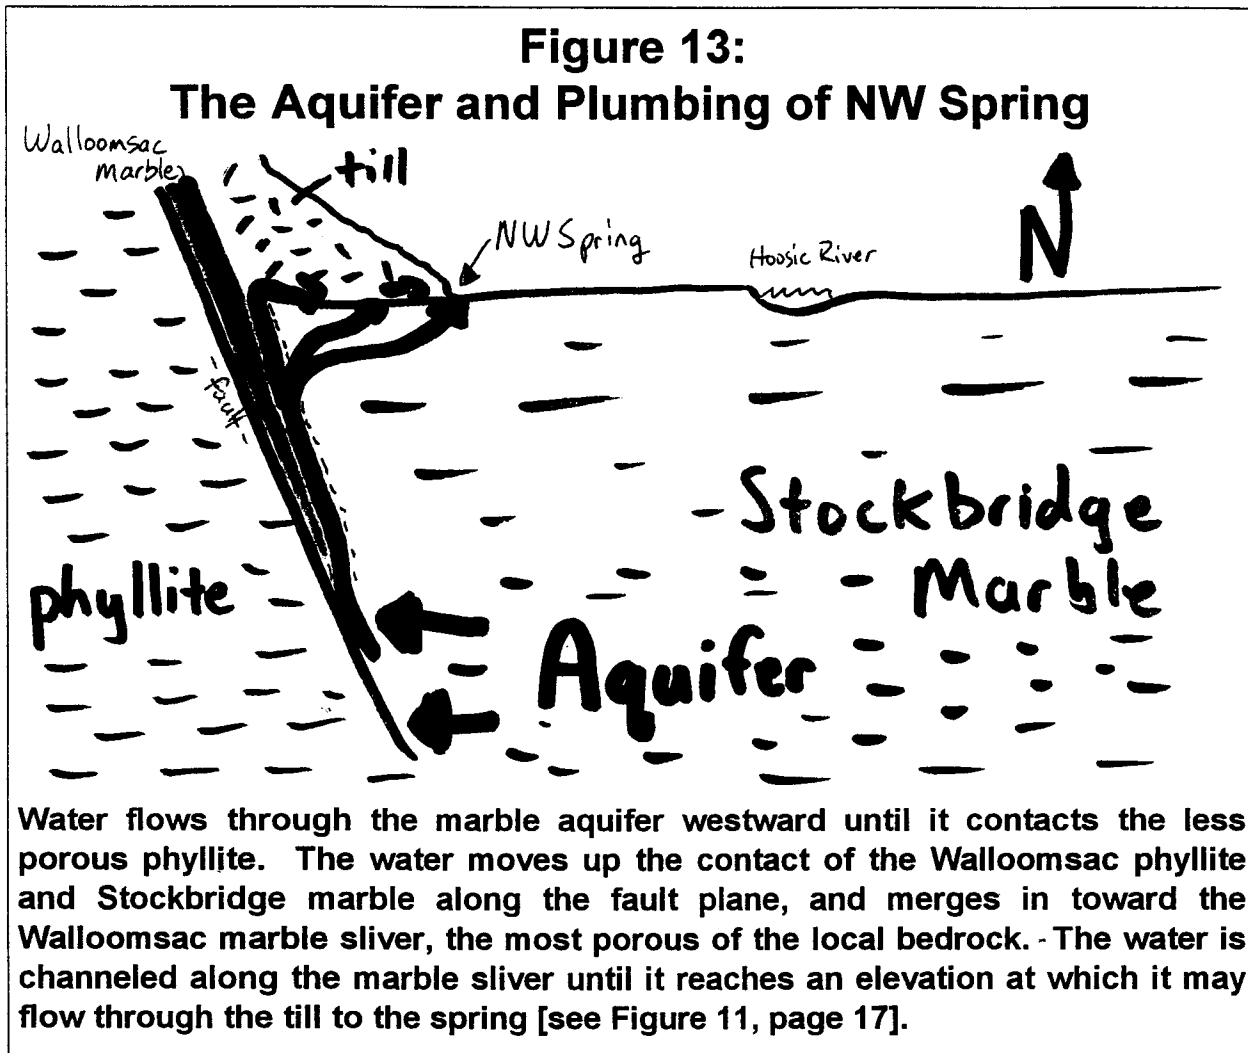 Figure 13:
The Aquifer and Plumbing of NW Spring
Walloomsac
marble
till
N
NW Spring
Hoosic River
fault
Stockbridge
Marble
phyllite
Aquifer
Water flows through the marble aquifer westward until it contacts the less
porous phyllite. The water moves up the contact of the Walloomsac phyllite
and Stockbridge marble along the fault plane, and merges in toward the
Walloomsac marble sliver, the most porous of the local bedrock. - The water is
channeled along the marble sliver until it reaches an elevation at which it may
flow through the till to the spring [see Figure 11, page 17].